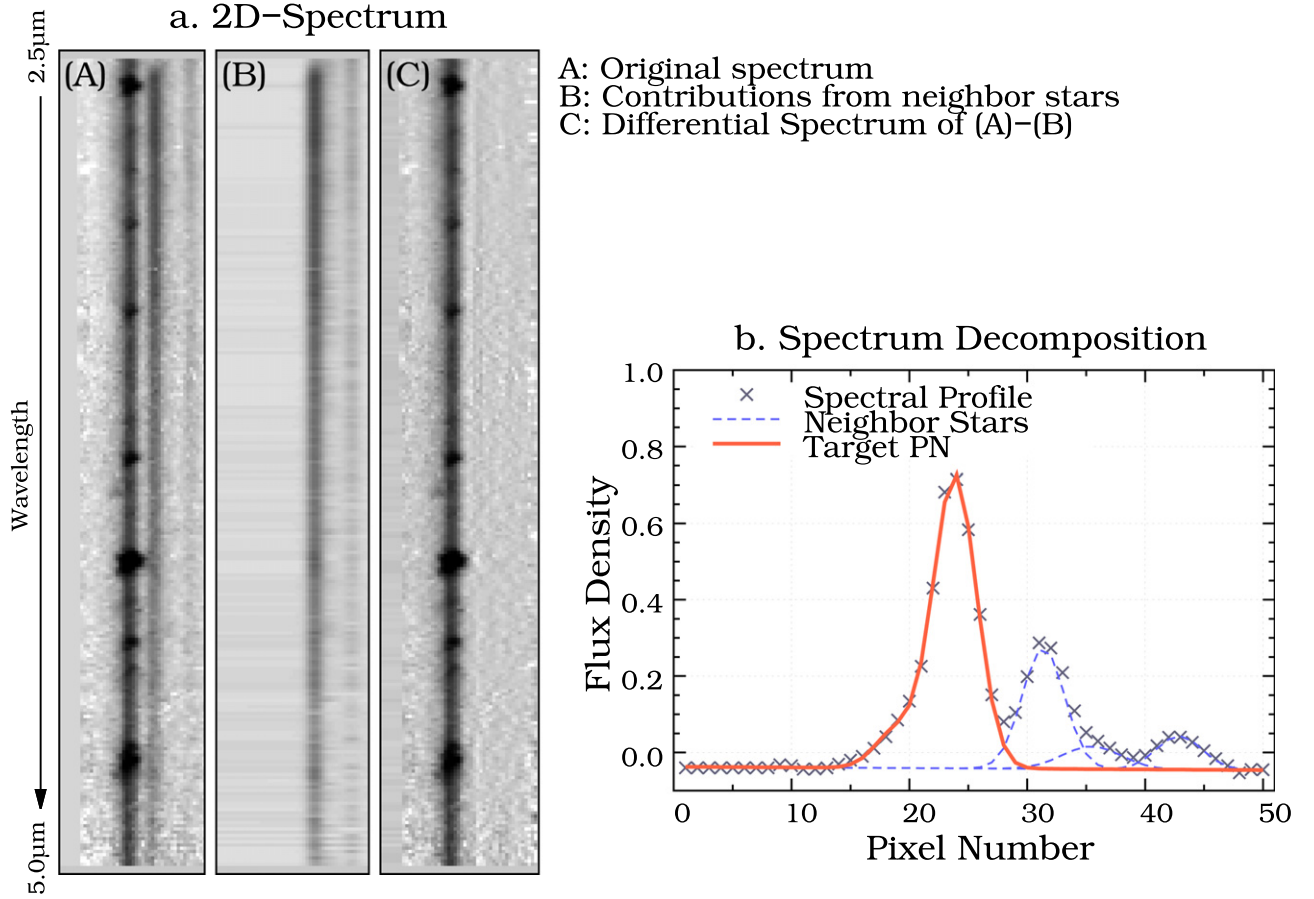 a. 2D−Spectrum
2.5μm
(A)
(B)
(C)
A: Original spectrum
B: Contributions from neighbor stars
C: Differential Spectrum of (A)−(B)
Wavelength
5.0μm
b. Spectrum Decomposition
Spectral Profile
Neighbor Stars
Target PN
Flux Density
1.0
0.8
0.6
0.4
0.2
0.0
0 10 20 30 40 50
Pixel Number